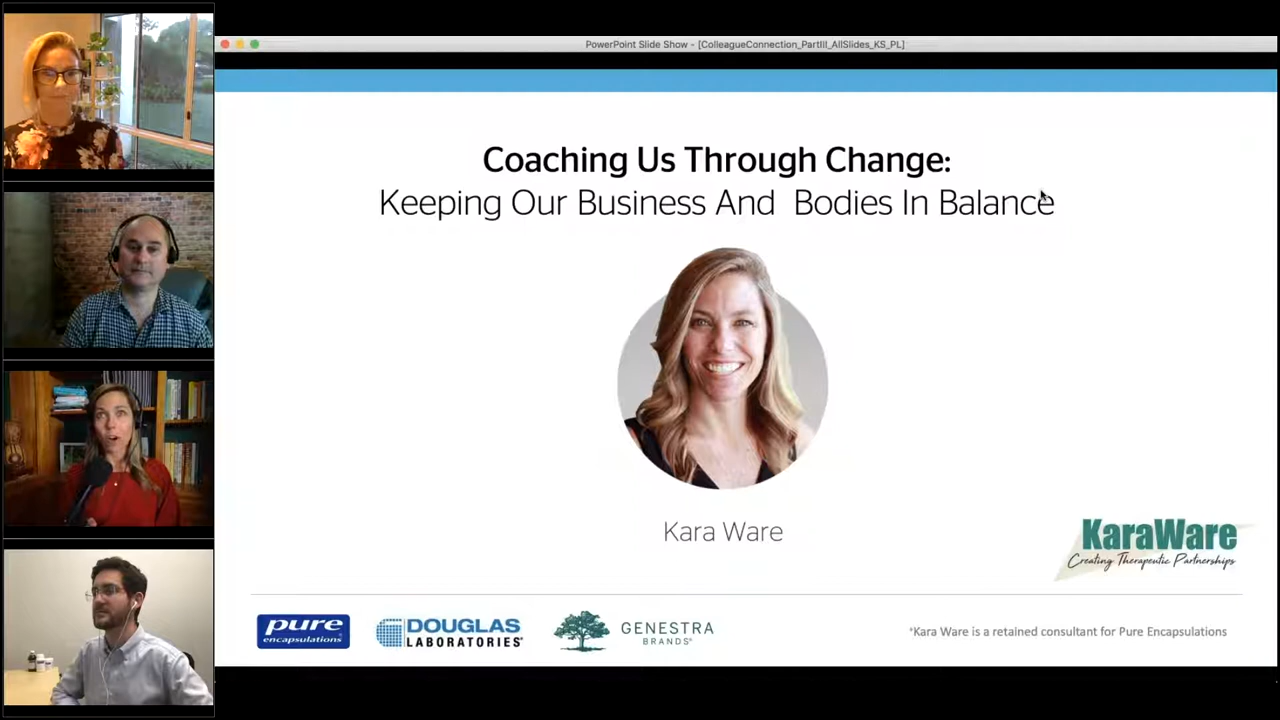 PowerPoint Slide Show - [ColleagueConnection_PartIII_AllSlides_KS_PL]
Coaching Us Through Change:
Keeping Our Business And Bodies In Balance
Kara Ware
KaraWare
Creating Therapeutic Partnerships
pure
encapsulations®
DOUGLAS
LABORATORIES®
GENESTRA
BRANDS®
*Kara Ware is a retained consultant for Pure Encapsulations